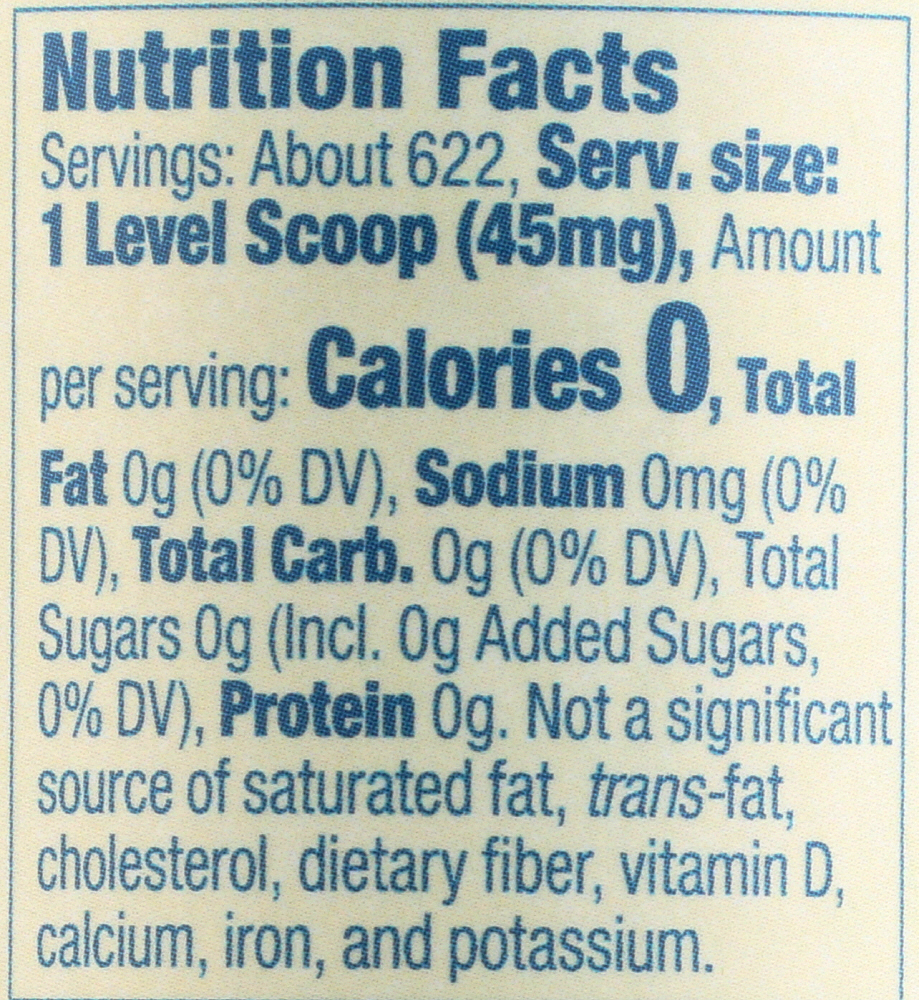 Nutrition Facts
Servings: About 622, Serv. size:
1 Level Scoop (45mg), Amount
per serving: Calories 0, Total
Fat 0g (0% DV), Sodium 0mg (0%
DV), Total Carb. 0g (0% DV), Total
Sugars 0g (Incl. 0g Added Sugars,
0% DV), Protein 0g. Not a significant
source of saturated fat, trans-fat,
cholesterol, dietary fiber, vitamin D,
calcium, iron, and potassium.